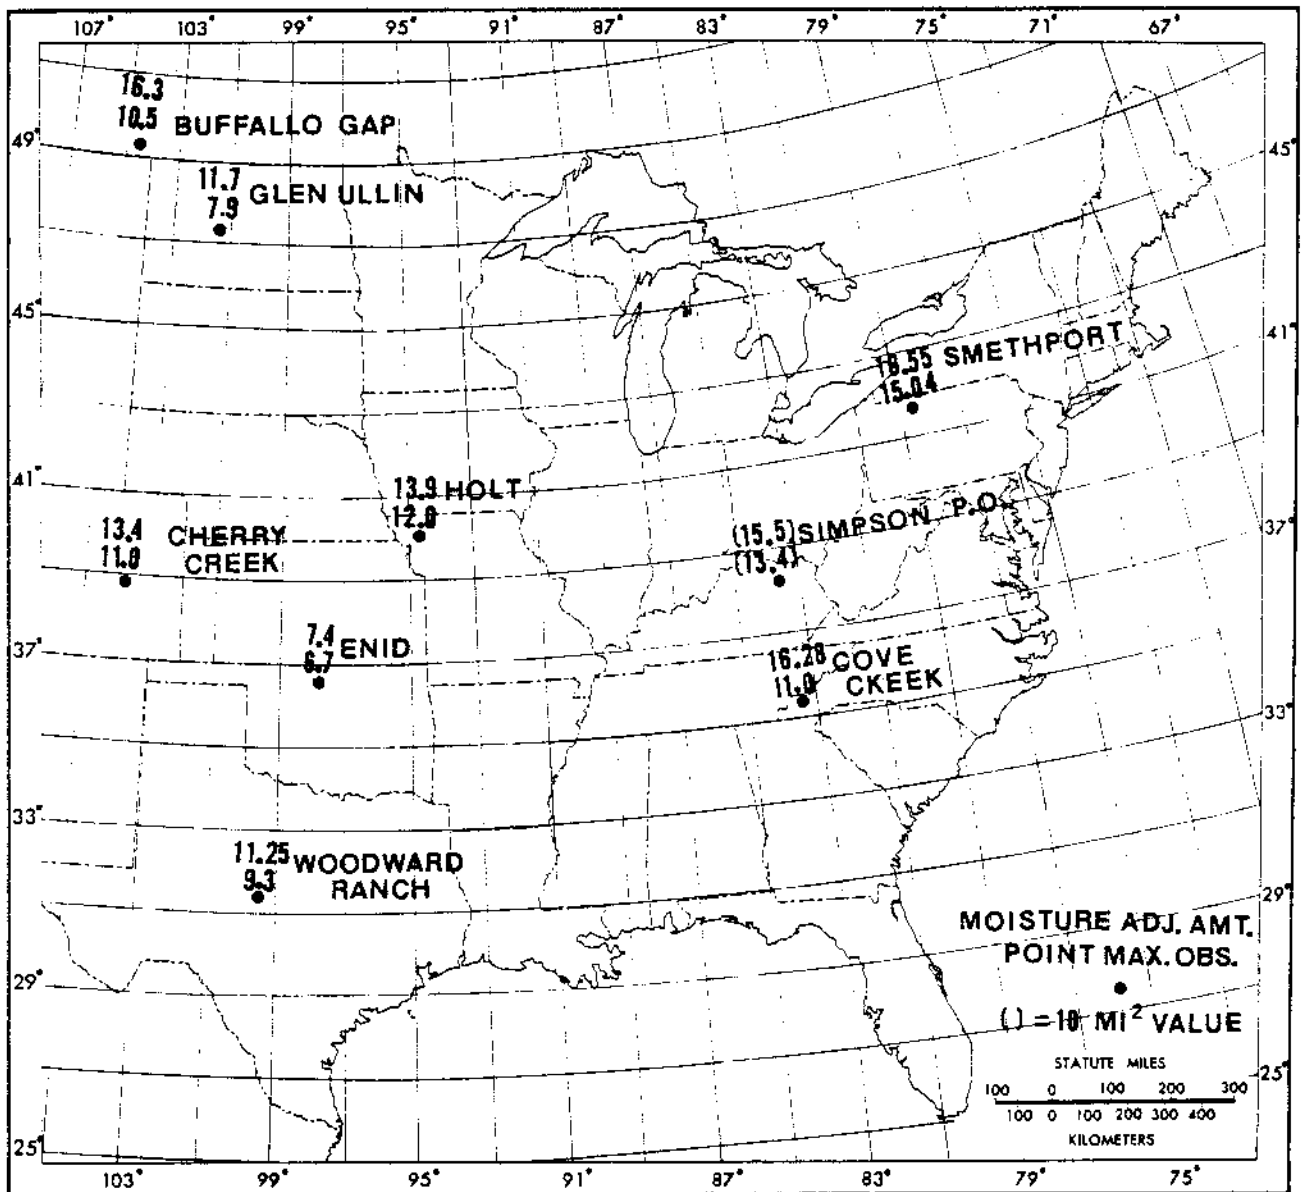 107° 103° 99° 95° 91° 87° 83° 79° 75° 71° 67°
16.3
10.5 BUFFALLO GAP
49°
45°
11.7
7.9 GLEN ULLIN
45°
41°
18.55 SMETHPORT
15.04
41°
13.9 HOLT
12.0
(15.5) SIMPSON P.O.
(13.4)
37°
13.4 CHERRY
11.0 CREEK
37°
7.4 ENID
6.7
16.28 COVE
11.0 CKEEK
33°
33°
11.25 WOODWARD
9.3 RANCH
29°
MOISTURE ADJ. AMT.
POINT MAX. OBS.
29°
( ) = 10 MI² VALUE
STATUTE MILES
100 0 100 200 300
100 0 100 200 300 400
KILOMETERS
25°
25°
103° 99° 95° 91° 87° 83° 79° 75°